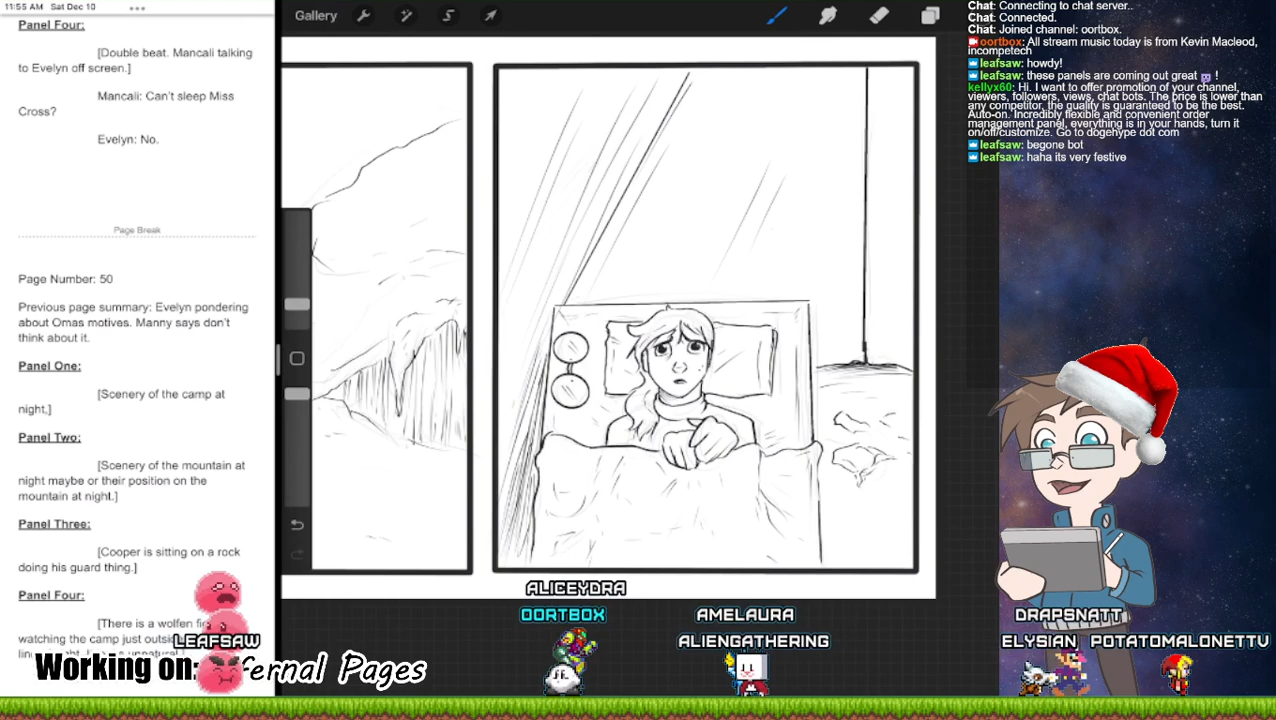 11:55 AM Sat Dec 10
Panel Four:
[Double beat. Mancali talking
to Evelyn off screen.]
Mancali: Can't sleep Miss
Cross?
Evelyn: No.
Page Break
Page Number: 50
Previous page summary: Evelyn pondering
about Omas motives. Manny says don't
think about it.
Panel One:
[Scenery of the camp at
night,]
Panel Two:
[Scenery of the mountain at
night maybe or their position on the
mountain at night.]
Panel Three:
[Cooper is sitting on a rock
doing his guard thing.]
Panel Four:
[There is a wolfen
watching the camp just
LEAFSAW
Working on: fernal Pages
Gallery
ALICEYDRA
OORTBOX
AMELAURA
ALIENGATHERING
DRAPSNATT
ELYSIAN
POTATOMALONETTV
Chat: Connecting to chat server..
Chat: Connected.
Chat: Joined channel: oortbox.
oortbox: All stream music today is from Kevin Macleod,
incompetech
leafsaw: howdy!
leafsaw: these panels are coming out great !
kellyx60: Hi. I want to offer promotion of your channel,
viewers, followers, views, chat bots. The price is lower than
any competitor, the quality is guaranteed to be the best.
Auto-on. Incredibly flexible and convenient order
management panel, everything is in your hands, turn it
on/off/customize. Go to dogehype dot com
leafsaw: begone bot
leafsaw: haha its very festive